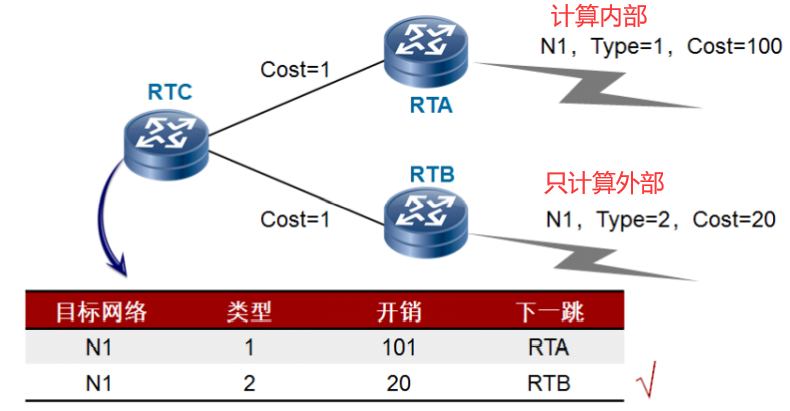 计算内部
N1，Type=1，Cost=100
Cost=1
RTC
RTA
RTB
只计算外部
Cost=1
N1，Type=2，Cost=20
目标网络 类型 开销 下一跳
N1 1 101 RTA
N1 2 20 RTB √